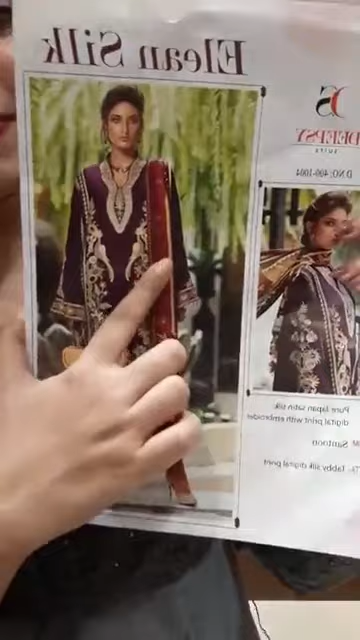 Elean Silk
DEEPSY
SUITS
D NO:-400-1004
Pure Japan satin silk
digital print with embroider
Santoon
Tabby silk digital print